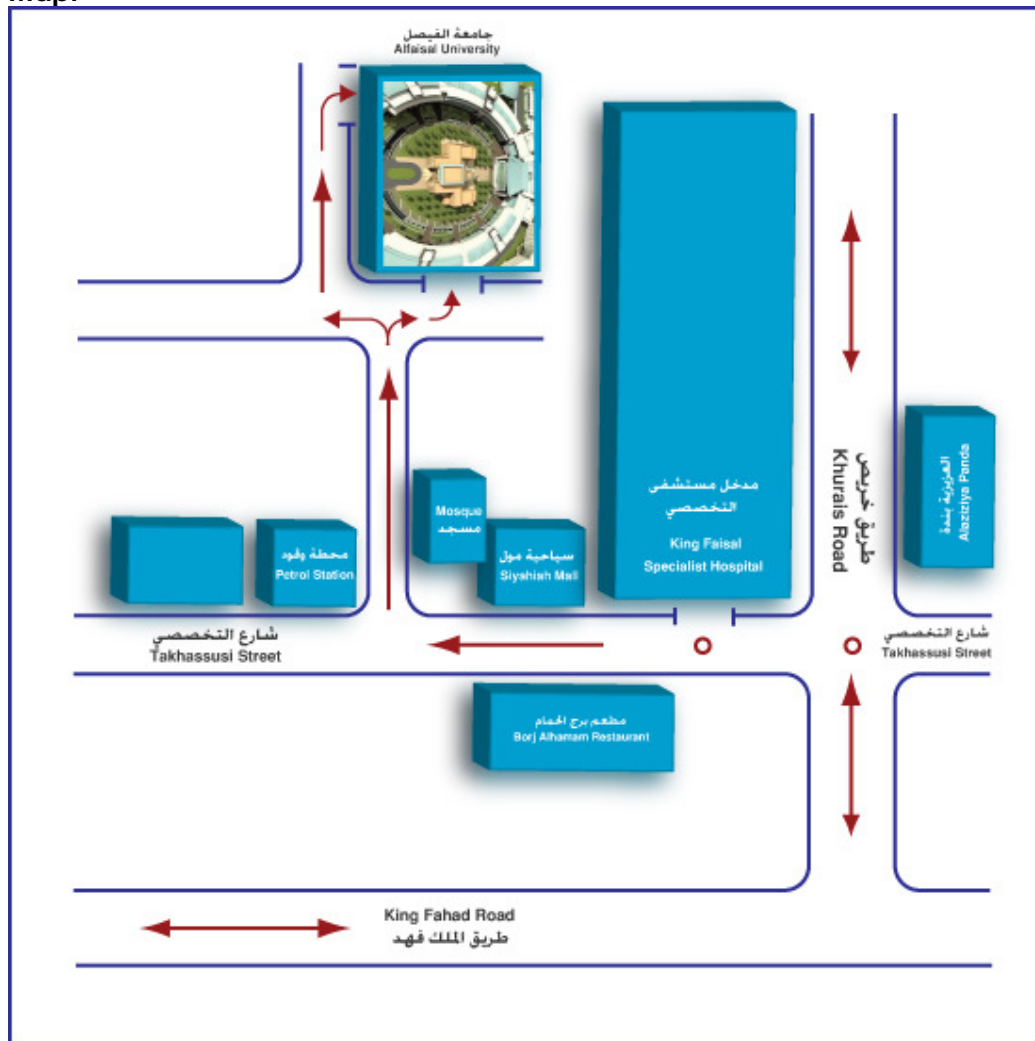 جامعة الفيصل
Alfaisal University
مدخل مستشفى
التخصصي
King Faisal
Specialist Hospital
طريق خريص
Khurais Road
العزيزية بندة
Alaziziya Panda
Mosque
مسجد
سياحية مول
Siyahiah Mall
محطة وقود
Petrol Station
شارع التخصصي
Takhassusi Street
شارع التخصصي
Takhassusi Street
مطعم برج الحمام
Borj Alhamam Restaurant
King Fahad Road
طريق الملك فهد